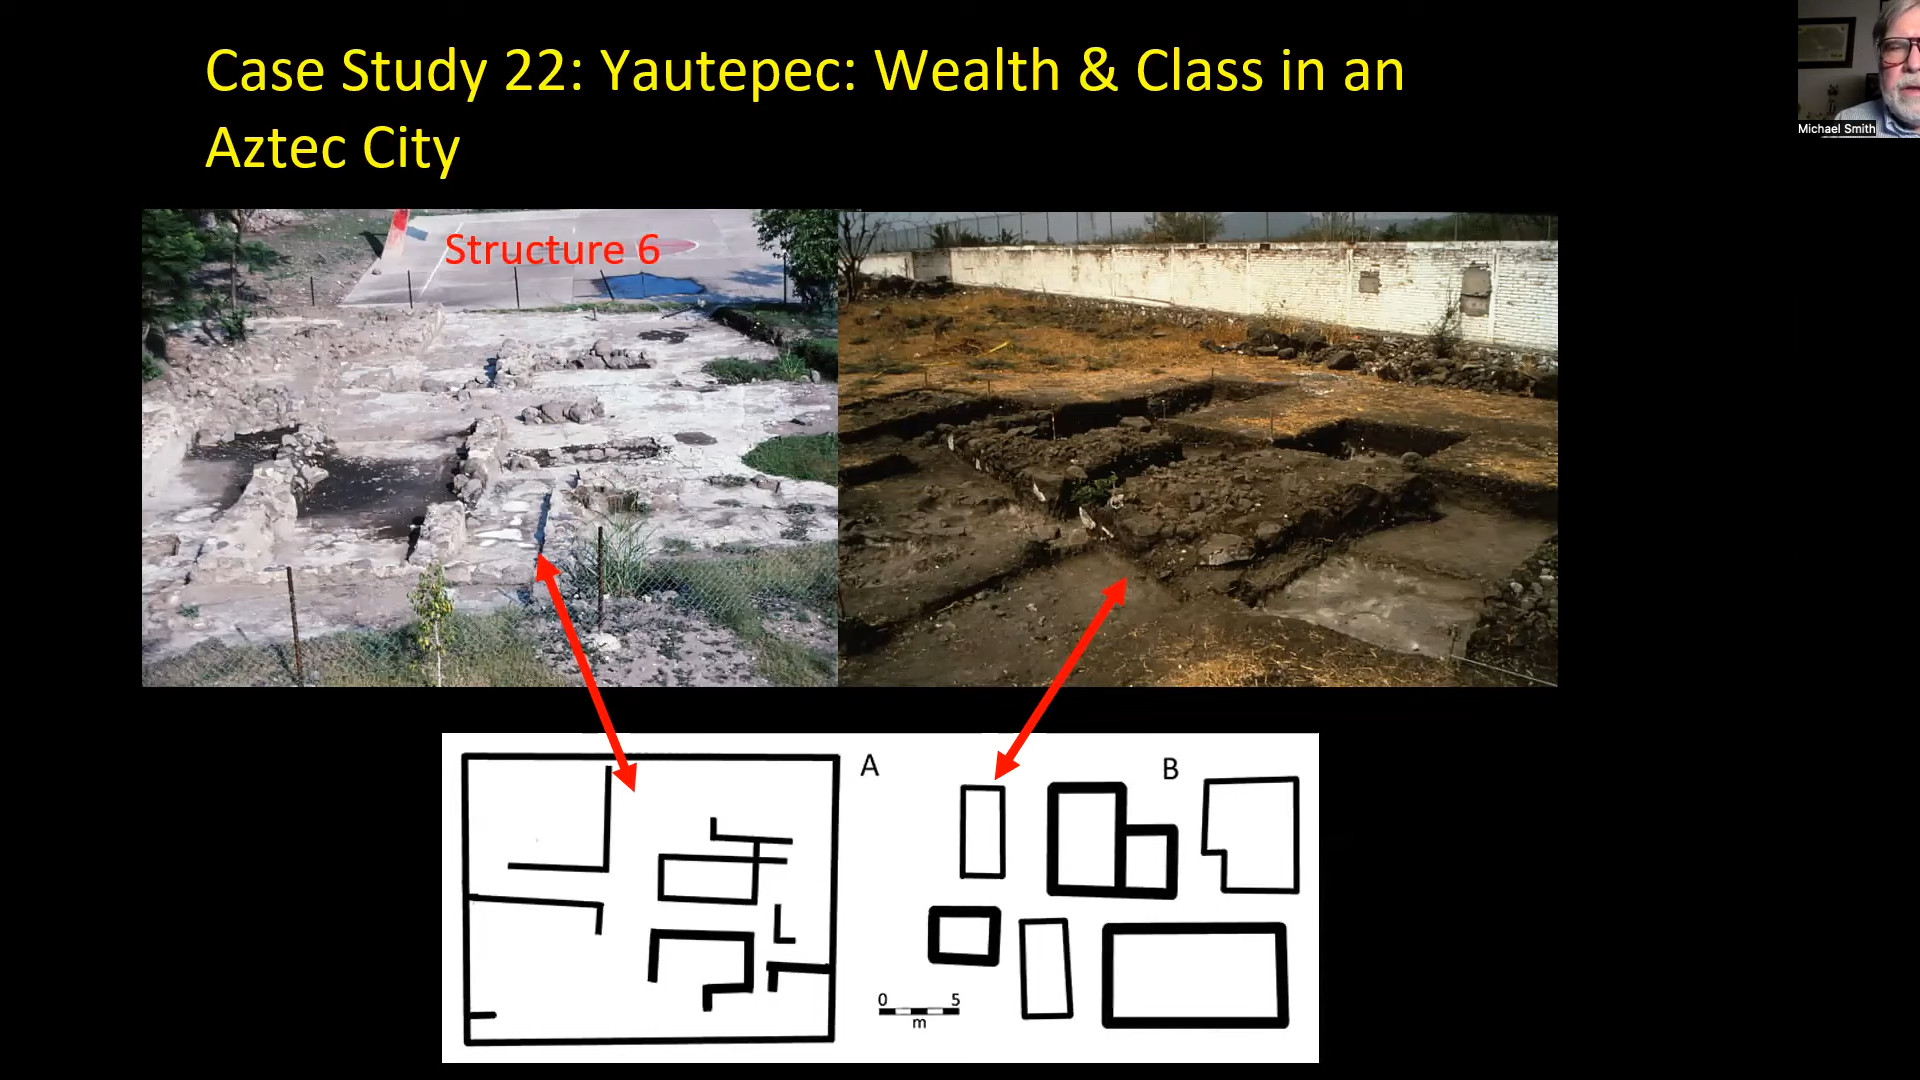 Case Study 22: Yautepec: Wealth & Class in an
Aztec City
Michael Smith
Structure 6
A
B
0 5
m